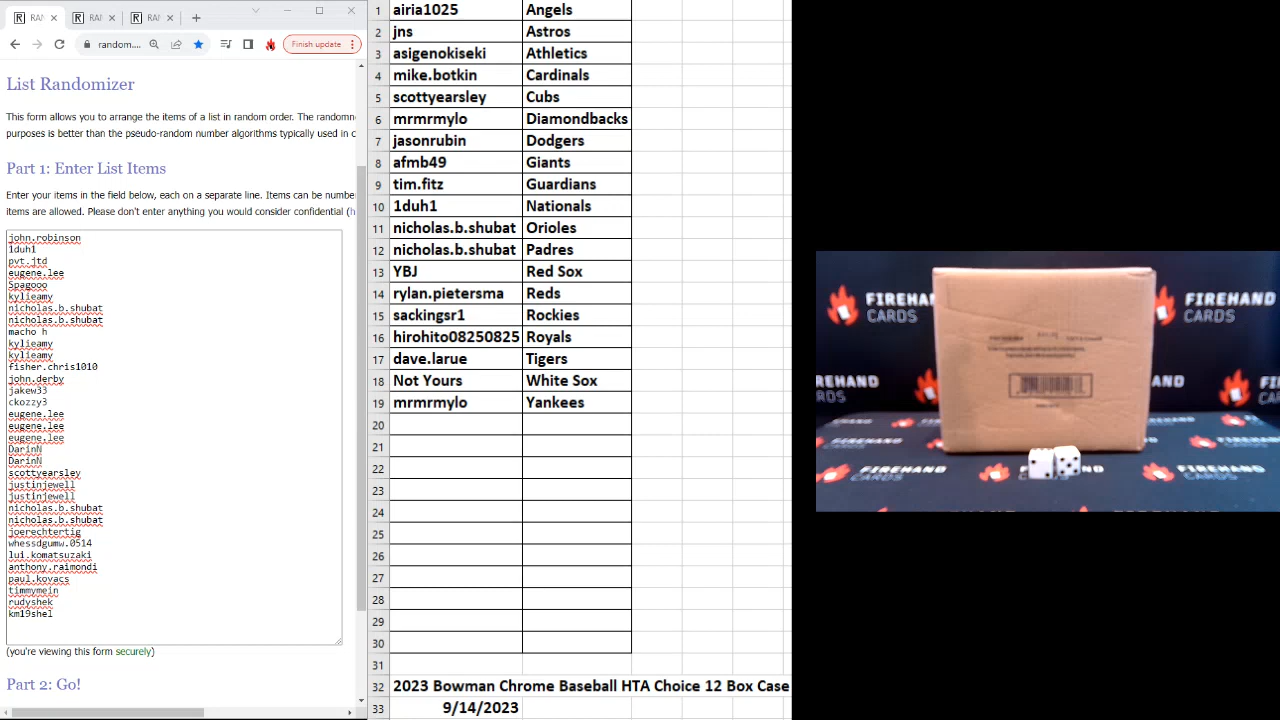 RAN
RAN
RAN
random....
Finish update
List Randomizer
This form allows you to arrange the items of a list in random order. The randomn
purposes is better than the pseudo-random number algorithms typically used in c
Part 1: Enter List Items
Enter your items in the field below, each on a separate line. Items can be numbe
items are allowed. Please don't enter anything you would consider confidential (h
john.robinson
1duh1
pvt.jtd
eugene.lee
Spagooo
kylieamy
nicholas.b.shubat
nicholas.b.shubat
macho h
kylieamy
kylieamy
fisher.chris1010
john.derby
jakew33
ckozzy3
eugene.lee
eugene.lee
eugene.lee
DarinN
DarinN
scottyearsley
justinjewell
justinjewell
nicholas.b.shubat
nicholas.b.shubat
joerechtertig
whessdgumw.0514
lui.komatsuzaki
anthony.raimondi
paul.kovacs
timmymein
rudyshek
km19shel
(you're viewing this form securely)
Part 2: Go!
1 airia1025 Angels
2 jns Astros
3 asigenokiseki Athletics
4 mike.botkin Cardinals
5 scottyearsley Cubs
6 mrmrmylo Diamondbacks
7 jasonrubin Dodgers
8 afmb49 Giants
9 tim.fitz Guardians
10 1duh1 Nationals
11 nicholas.b.shubat Orioles
12 nicholas.b.shubat Padres
13 YBJ Red Sox
14 rylan.pietersma Reds
15 sackingsr1 Rockies
16 hirohito08250825 Royals
17 dave.larue Tigers
18 Not Yours White Sox
19 mrmrmylo Yankees
20
21
22
23
24
25
26
27
28
29
30
31
32 2023 Bowman Chrome Baseball HTA Choice 12 Box Case
33 9/14/2023
FIREHAND
CARDS
FIREHAND
CARDS
FIREHAND
FIREHAND